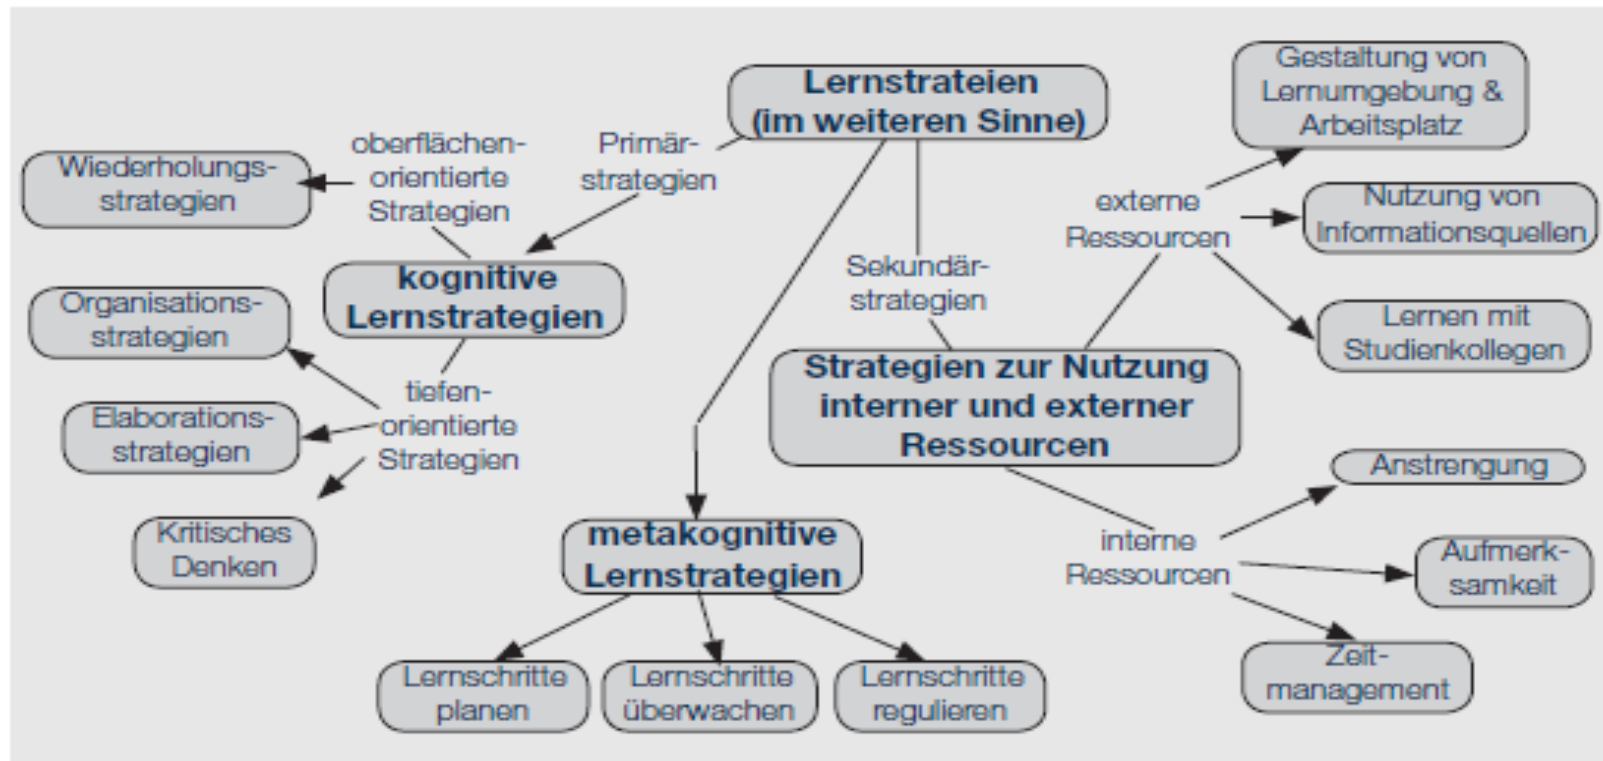 Lernstrateien
(im weiteren Sinne)
Primär-
strategien
oberflächen-
orientierte
Strategien
Wiederholungs-
strategien
kognitive
Lernstrategien
Organisations-
strategien
tiefen-
orientierte
Strategien
Elaborations-
strategien
Kritisches
Denken
metakognitive
Lernstrategien
Lernschritte
planen
Lernschritte
überwachen
Lernschritte
regulieren
Sekundär-
strategien
Strategien zur Nutzung
interner und externer
Ressourcen
externe
Ressourcen
Gestaltung von
Lernumgebung &
Arbeitsplatz
Nutzung von
Informationsquellen
Lernen mit
Studienkollegen
interne
Ressourcen
Anstrengung
Aufmerk-
samkeit
Zeit-
management